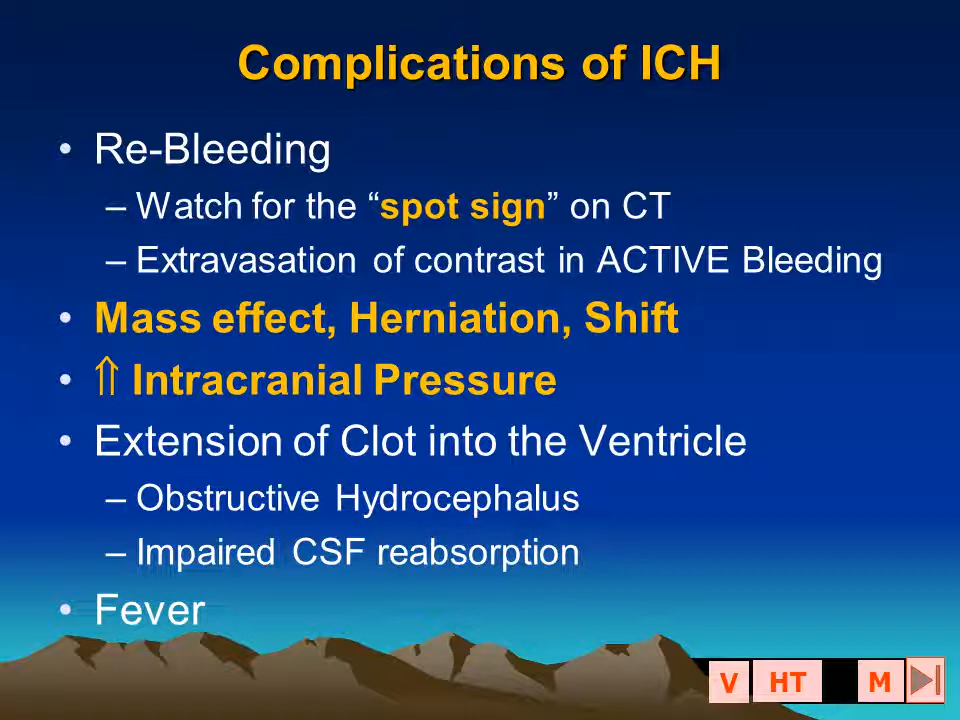 Complications of ICH
• Re-Bleeding
– Watch for the “spot sign” on CT
– Extravasation of contrast in ACTIVE Bleeding
• Mass effect, Herniation, Shift
• ⇑ Intracranial Pressure
• Extension of Clot into the Ventricle
– Obstructive Hydrocephalus
– Impaired CSF reabsorption
• Fever
V HT M